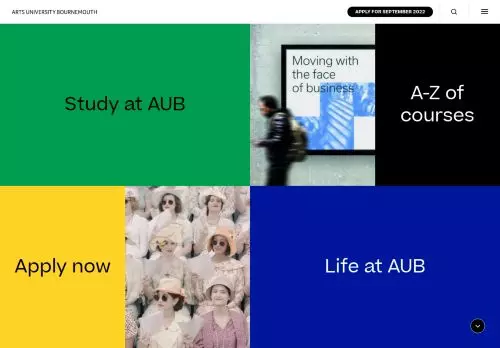 ARTS UNIVERSITY BOURNEMOUTH
APPLY FOR SEPTEMBER 2022
Study at AUB
Moving with
the face
of business
A-Z of
courses
Apply now
Life at AUB